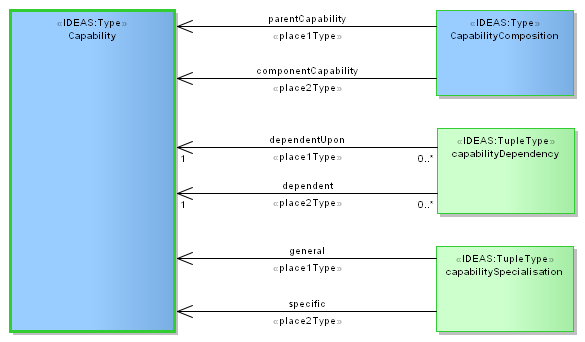 «IDEAS:Type»
Capability
parentCapability
«place1Type»
componentCapability
«place2Type»
«IDEAS:Type»
CapabilityComposition
dependentUpon
1 0..*
«place1Type»
dependent
1 0..*
«place2Type»
«IDEAS:TupleType»
capabilityDependency
general
«place1Type»
specific
«place2Type»
«IDEAS:TupleType»
capabilitySpecialisation